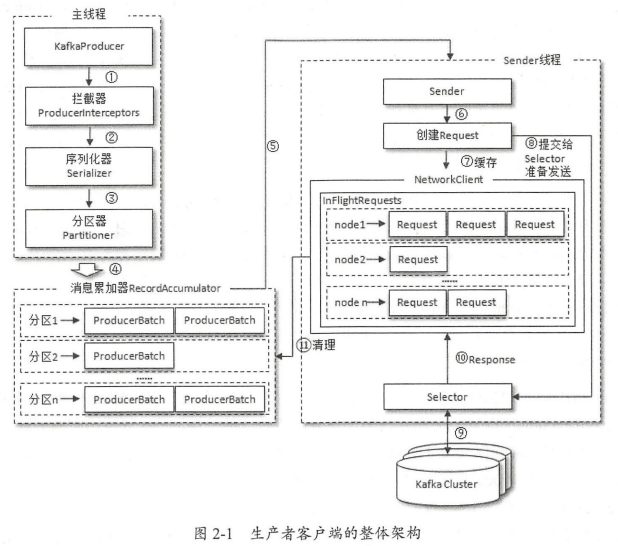 主线程
KafkaProducer
①
拦截器
ProducerInterceptors
②
序列化器
Serializer
③
分区器
Partitioner
④
消息累加器RecordAccumulator
分区1
ProducerBatch
ProducerBatch
分区2
ProducerBatch
......
分区n
ProducerBatch
ProducerBatch
⑤
Sender线程
Sender
⑥
创建Request
⑦缓存
⑧提交给
Selector
准备发送
NetworkClient
InFlightRequests
node1
Request
Request
Request
node2
Request
......
node n
Request
Request
⑪清理
⑩Response
Selector
⑨
Kafka Cluster
图 2-1 生产者客户端的整体架构